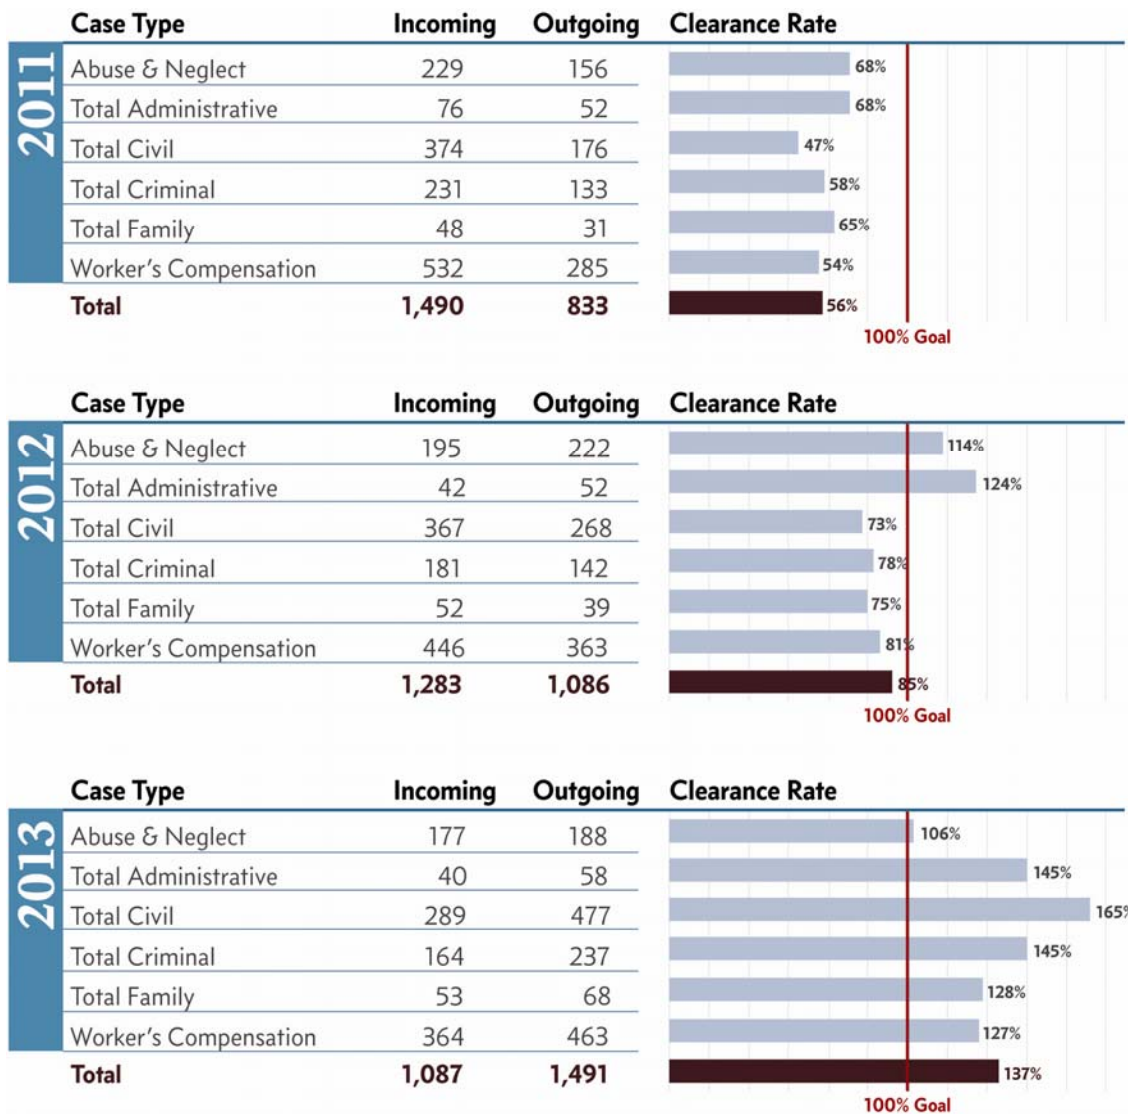 Case Type Incoming Outgoing Clearance Rate
2011
Abuse & Neglect 229 156 68%
Total Administrative 76 52 68%
Total Civil 374 176 47%
Total Criminal 231 133 58%
Total Family 48 31 65%
Worker's Compensation 532 285 54%
Total 1,490 833 56%
100% Goal
Case Type Incoming Outgoing Clearance Rate
2012
Abuse & Neglect 195 222 114%
Total Administrative 42 52 124%
Total Civil 367 268 73%
Total Criminal 181 142 78%
Total Family 52 39 75%
Worker's Compensation 446 363 81%
Total 1,283 1,086 85%
100% Goal
Case Type Incoming Outgoing Clearance Rate
2013
Abuse & Neglect 177 188 106%
Total Administrative 40 58 145%
Total Civil 289 477 165%
Total Criminal 164 237 145%
Total Family 53 68 128%
Worker's Compensation 364 463 127%
Total 1,087 1,491 137%
100% Goal